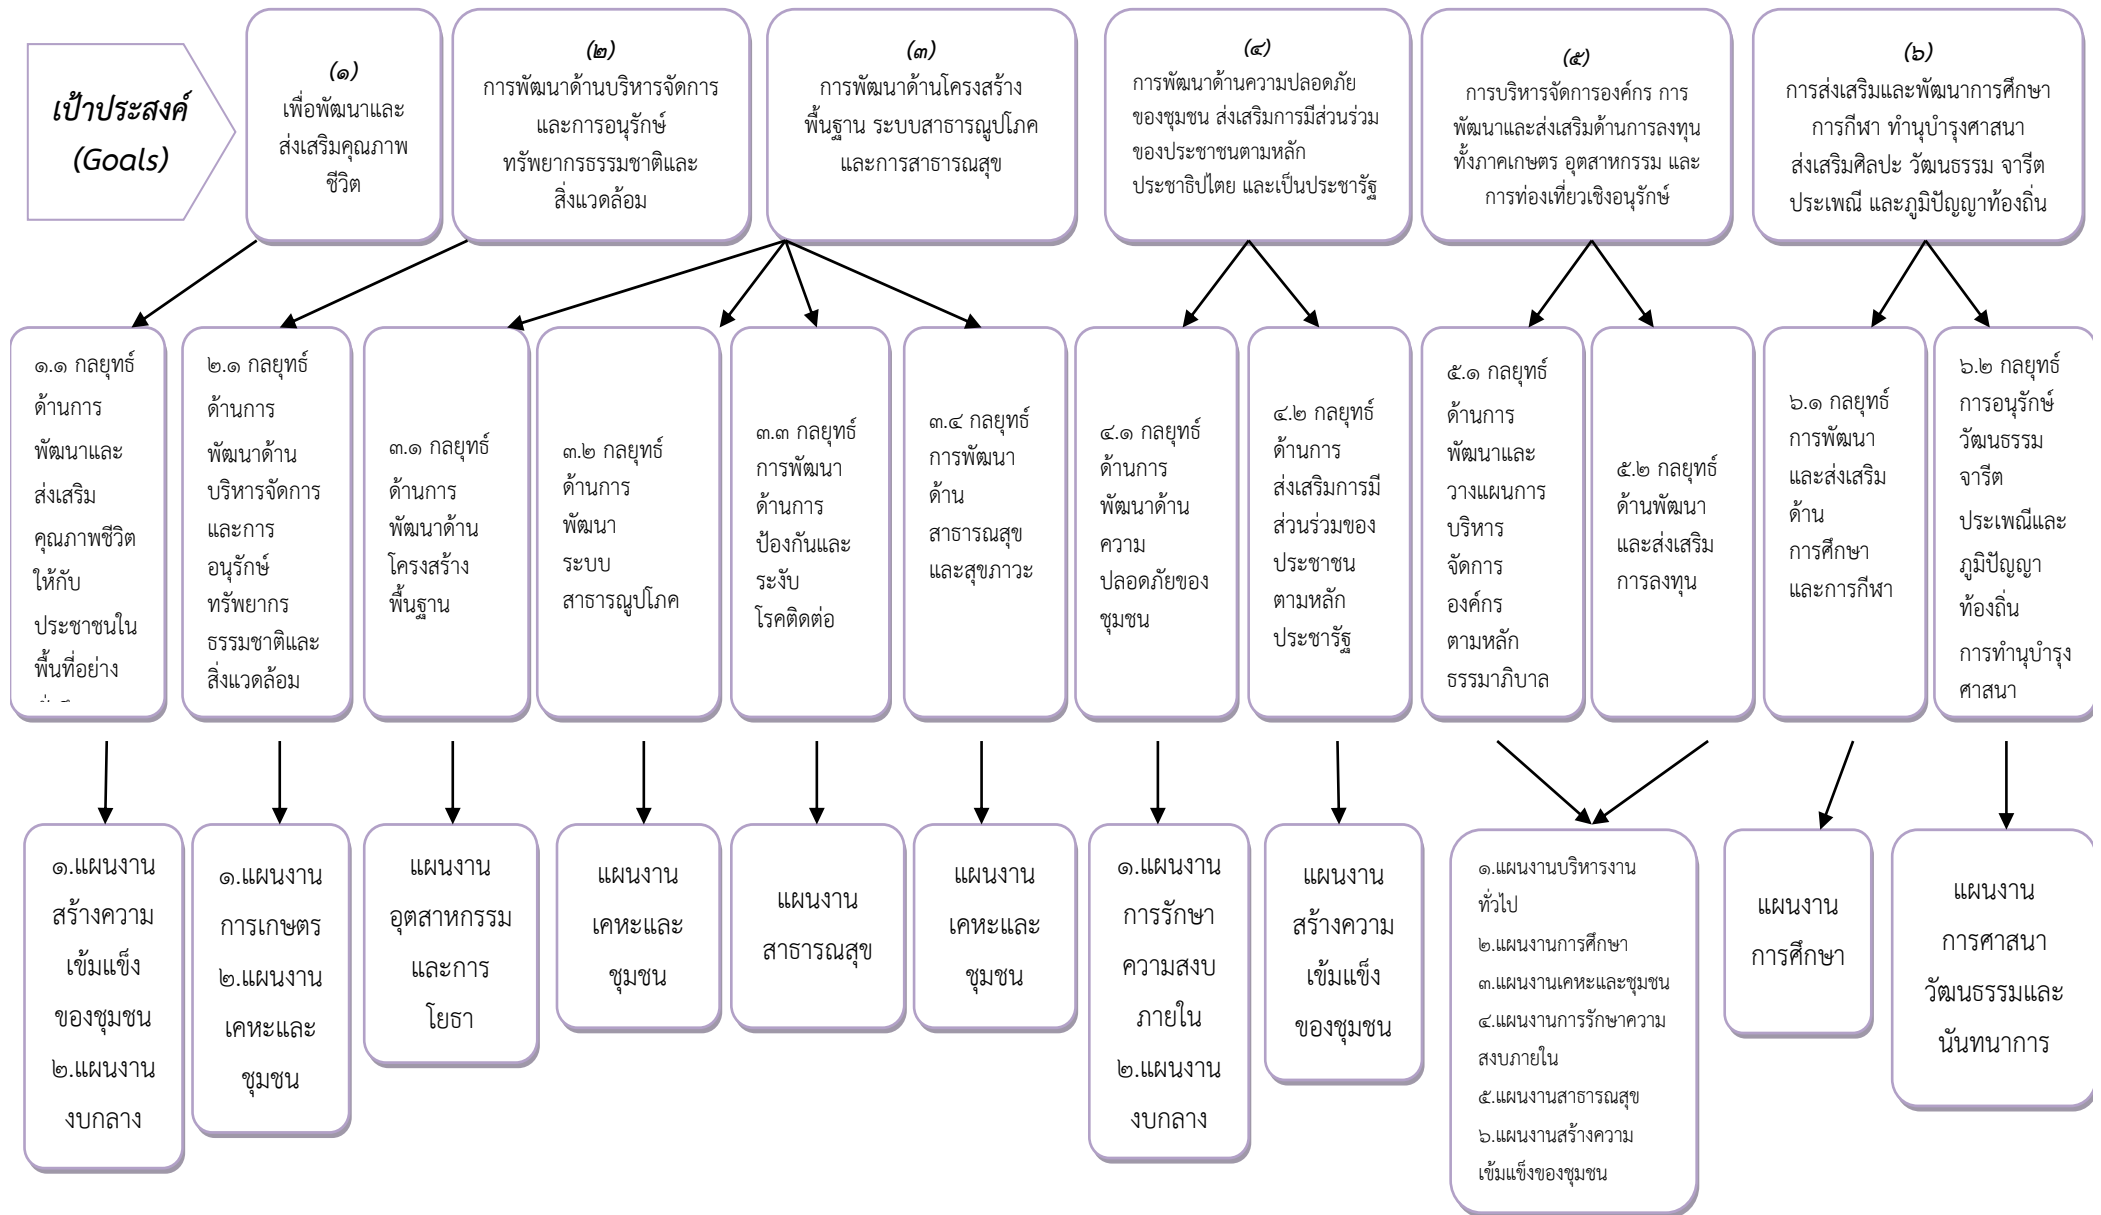 เป้าประสงค์
(Goals)
(๑)
เพื่อพัฒนาและ
ส่งเสริมคุณภาพ
ชีวิต
(๒)
การพัฒนาด้านบริหารจัดการ
และการอนุรักษ์
ทรัพยากรธรรมชาติและ
สิ่งแวดล้อม
(๓)
การพัฒนาด้านโครงสร้าง
พื้นฐาน ระบบสาธารณูปโภค
และการสาธารณสุข
(๔)
การพัฒนาด้านความปลอดภัย
ของชุมชน ส่งเสริมการมีส่วนร่วม
ของประชาชนตามหลัก
ประชาธิปไตย และเป็นประชารัฐ
(๕)
การบริหารจัดการองค์กร การ
พัฒนาและส่งเสริมด้านการลงทุน
ทั้งภาคเกษตร อุตสาหกรรม และ
การท่องเที่ยวเชิงอนุรักษ์
(๖)
การส่งเสริมและพัฒนาการศึกษา
การกีฬา ทำนุบำรุงศาสนา
ส่งเสริมศิลปะ วัฒนธรรม จารีต
ประเพณี และภูมิปัญญาท้องถิ่น
๑.๑ กลยุทธ์
ด้านการ
พัฒนาและ
ส่งเสริม
คุณภาพชีวิต
ให้กับ
ประชาชนใน
พื้นที่อย่าง
๒.๑ กลยุทธ์
ด้านการ
พัฒนาด้าน
บริหารจัดการ
และการ
อนุรักษ์
ทรัพยากร
ธรรมชาติและ
สิ่งแวดล้อม
๓.๑ กลยุทธ์
ด้านการ
พัฒนาด้าน
โครงสร้าง
พื้นฐาน
๓.๒ กลยุทธ์
ด้านการ
พัฒนา
ระบบ
สาธารณูปโภค
๓.๓ กลยุทธ์
การพัฒนา
ด้านการ
ป้องกันและ
ระงับ
โรคติดต่อ
๓.๔ กลยุทธ์
การพัฒนา
ด้าน
สาธารณสุข
และสุขภาวะ
๔.๑ กลยุทธ์
ด้านการ
พัฒนาด้าน
ความ
ปลอดภัยของ
ชุมชน
๔.๒ กลยุทธ์
ด้านการ
ส่งเสริมการมี
ส่วนร่วมของ
ประชาชน
ตามหลัก
ประชารัฐ
๕.๑ กลยุทธ์
ด้านการ
พัฒนาและ
วางแผนการ
บริหาร
จัดการ
องค์กร
ตามหลัก
ธรรมาภิบาล
๕.๒ กลยุทธ์
ด้านพัฒนา
และส่งเสริม
การลงทุน
๖.๑ กลยุทธ์
การพัฒนา
และส่งเสริม
ด้าน
การศึกษา
และการกีฬา
๖.๒ กลยุทธ์
การอนุรักษ์
วัฒนธรรม
จารีต
ประเพณีและ
ภูมิปัญญา
ท้องถิ่น
การทำนุบำรุง
ศาสนา
๑.แผนงาน
สร้างความ
เข้มแข็ง
ของชุมชน
๒.แผนงาน
งบกลาง
๑.แผนงาน
การเกษตร
๒.แผนงาน
เคหะและ
ชุมชน
แผนงาน
อุตสาหกรรม
และการ
โยธา
แผนงาน
เคหะและ
ชุมชน
แผนงาน
สาธารณสุข
แผนงาน
เคหะและ
ชุมชน
๑.แผนงาน
การรักษา
ความสงบ
ภายใน
๒.แผนงาน
งบกลาง
แผนงาน
สร้างความ
เข้มแข็ง
ของชุมชน
๑.แผนงานบริหารงาน
ทั่วไป
๒.แผนงานการศึกษา
๓.แผนงานเคหะและชุมชน
๔.แผนงานการรักษาความ
สงบภายใน
๕.แผนงานสาธารณสุข
๖.แผนงานสร้างความ
เข้มแข็งของชุมชน
แผนงาน
การศึกษา
แผนงาน
การศาสนา
วัฒนธรรมและ
นันทนาการ